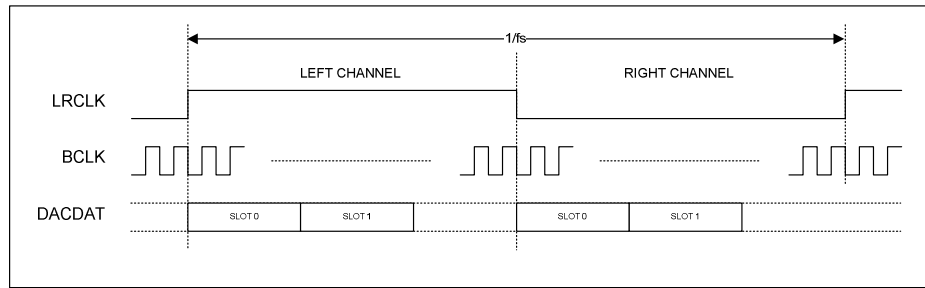 1/fs
LEFT CHANNEL RIGHT CHANNEL
LRCLK
BCLK
DACDAT SLOT 0 SLOT 1 SLOT 0 SLOT 1